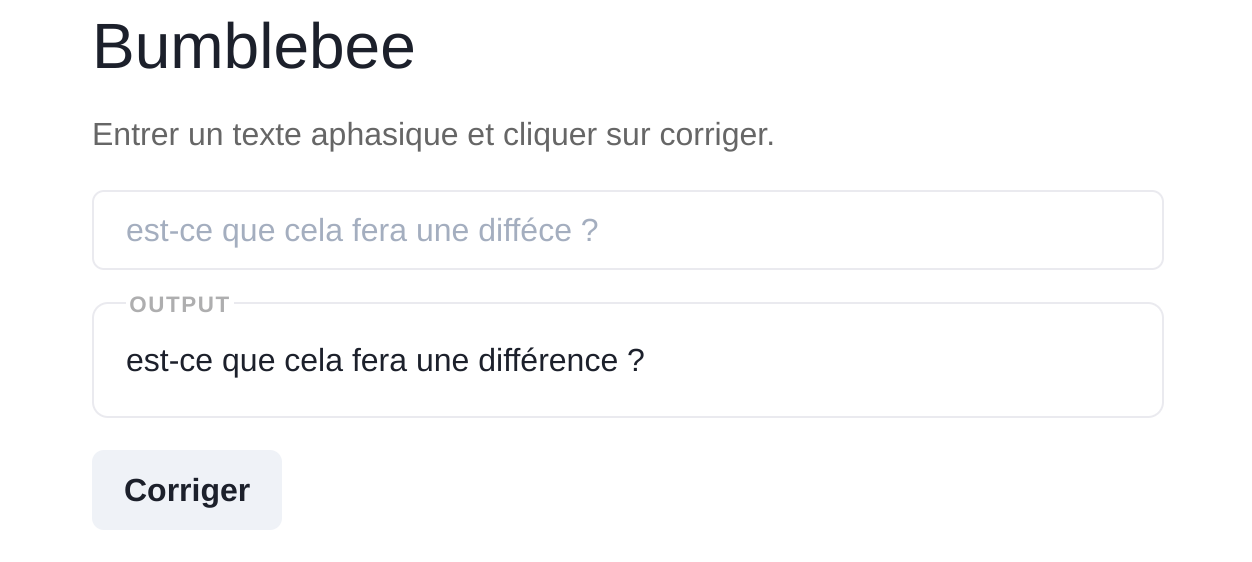 Bumblebee
Entrer un texte aphasique et cliquer sur corriger.
est-ce que cela fera une difféce ?
OUTPUT
est-ce que cela fera une différence ?
Corriger